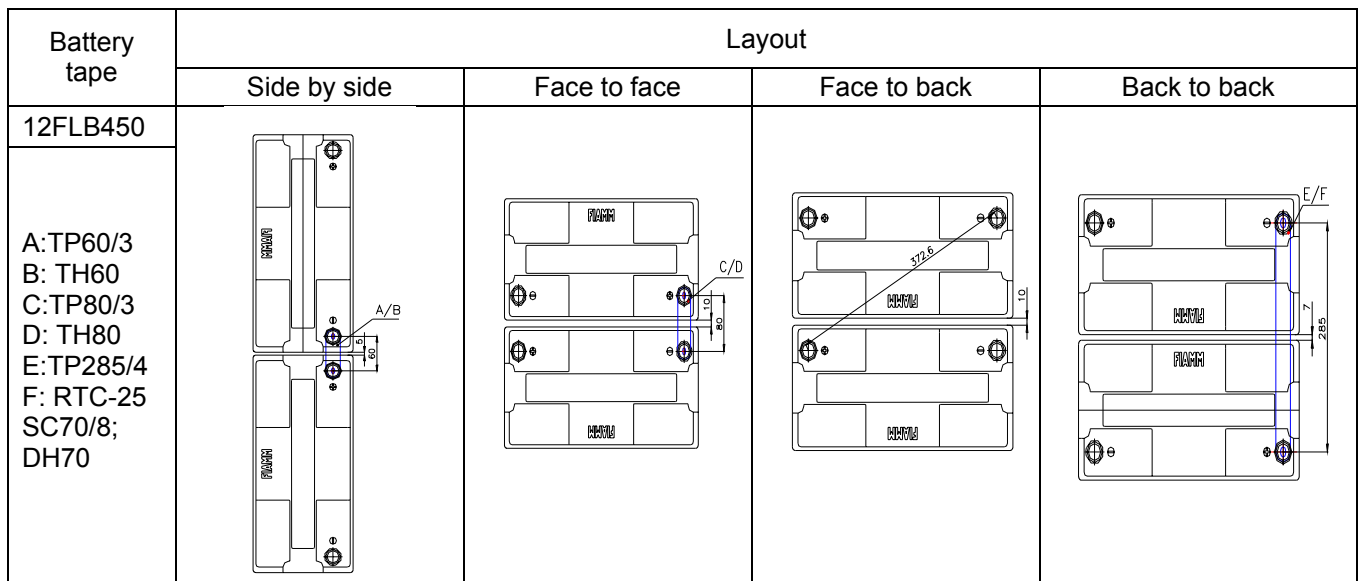 Battery
tape
Layout
Side by side
Face to face
Face to back
Back to back
12FLB450
A:TP60/3
B: TH60
C:TP80/3
D: TH80
E:TP285/4
F: RTC-25
SC70/8;
DH70
FIAMM
A/B
5
60
FIAMM
FIAMM
C/D
10
80
FIAMM
372.6
FIAMM
10
FIAMM
E/F
FIAMM
7
285
FIAMM